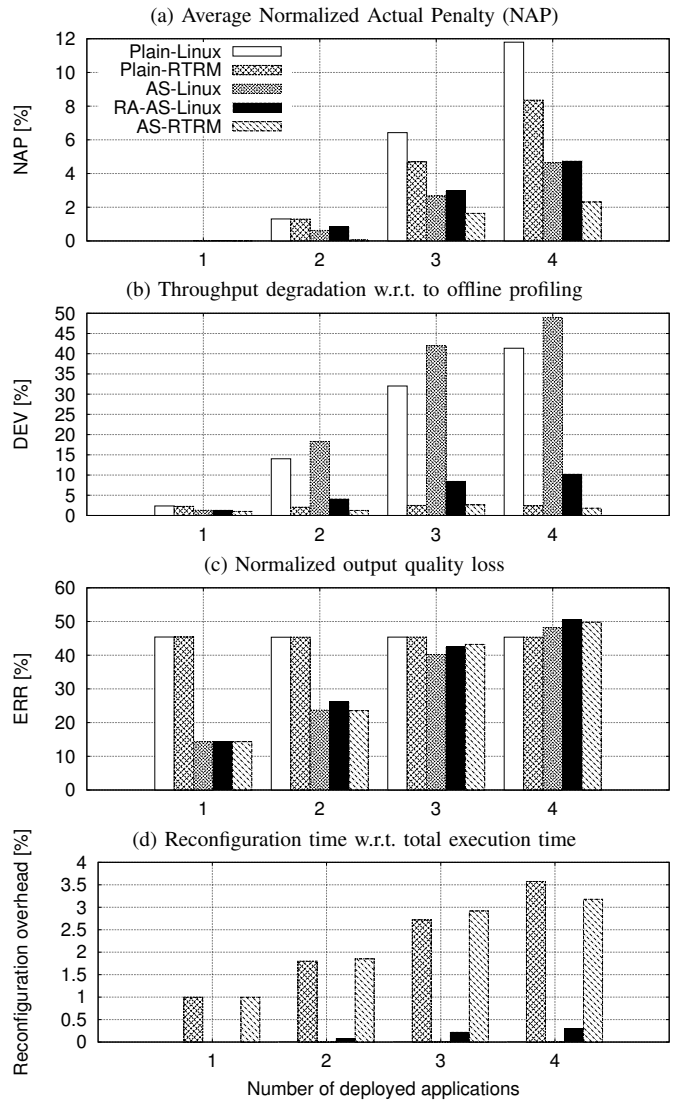 (a) Average Normalized Actual Penalty (NAP)
NAP [%]
12
10
8
6
4
2
0
Plain-Linux
Plain-RTRM
AS-Linux
RA-AS-Linux
AS-RTRM
1 2 3 4
(b) Throughput degradation w.r.t. to offline profiling
DEV [%]
50
45
40
35
30
25
20
15
10
5
0
1 2 3 4
(c) Normalized output quality loss
ERR [%]
60
50
40
30
20
10
0
1 2 3 4
(d) Reconfiguration time w.r.t. total execution time
Reconfiguration overhead [%]
4
3.5
3
2.5
2
1.5
1
0.5
0
1 2 3 4
Number of deployed applications